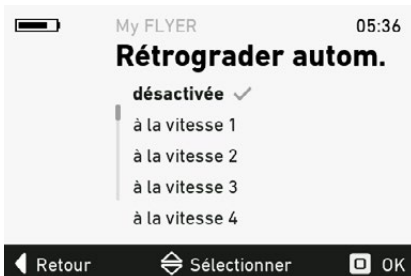 My FLYER 05:36
Rétrograder autom.
désactivée
à la vitesse 1
à la vitesse 2
à la vitesse 3
à la vitesse 4
Retour Sélectionner OK